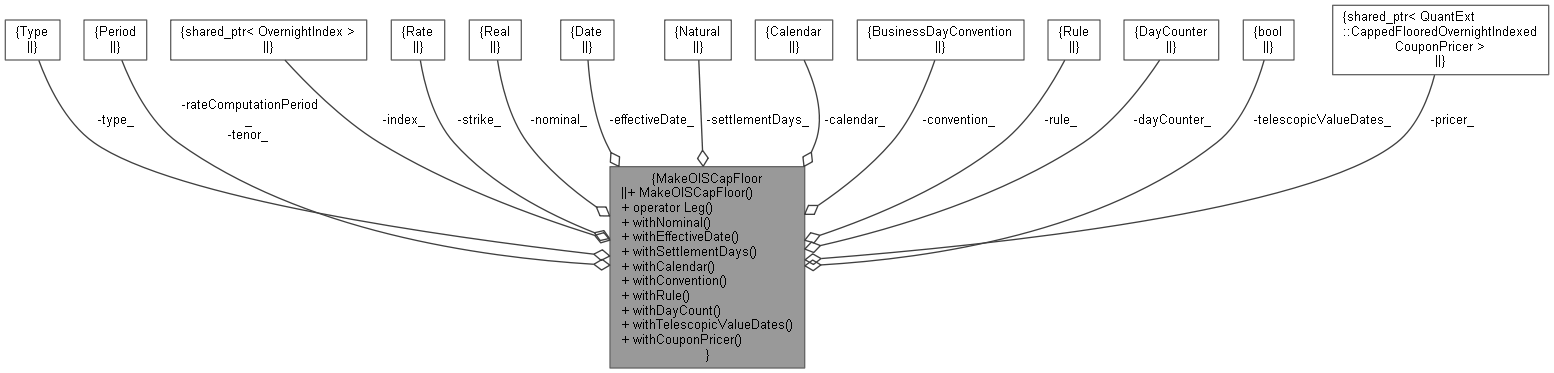 {Type
||}
{Period
||}
{shared_ptr< OvernightIndex >
||}
{Rate
||}
{Real
||}
{Date
||}
{Natural
||}
{Calendar
||}
{BusinessDayConvention
||}
{Rule
||}
{DayCounter
||}
{bool
||}
{shared_ptr< QuantExt
::CappedFlooredOvernightIndexed
CouponPricer >
||}
-type_
-rateComputationPeriod
_
-tenor_
-index_
-strike_
-nominal_
-effectiveDate_
-settlementDays_
-calendar_
-convention_
-rule_
-dayCounter_
-telescopicValueDates_
-pricer_
{MakeOISCapFloor
||+ MakeOISCapFloor()
+ operator Leg()
+ withNominal()
+ withEffectiveDate()
+ withSettlementDays()
+ withCalendar()
+ withConvention()
+ withRule()
+ withDayCount()
+ withTelescopicValueDates()
+ withCouponPricer()
}